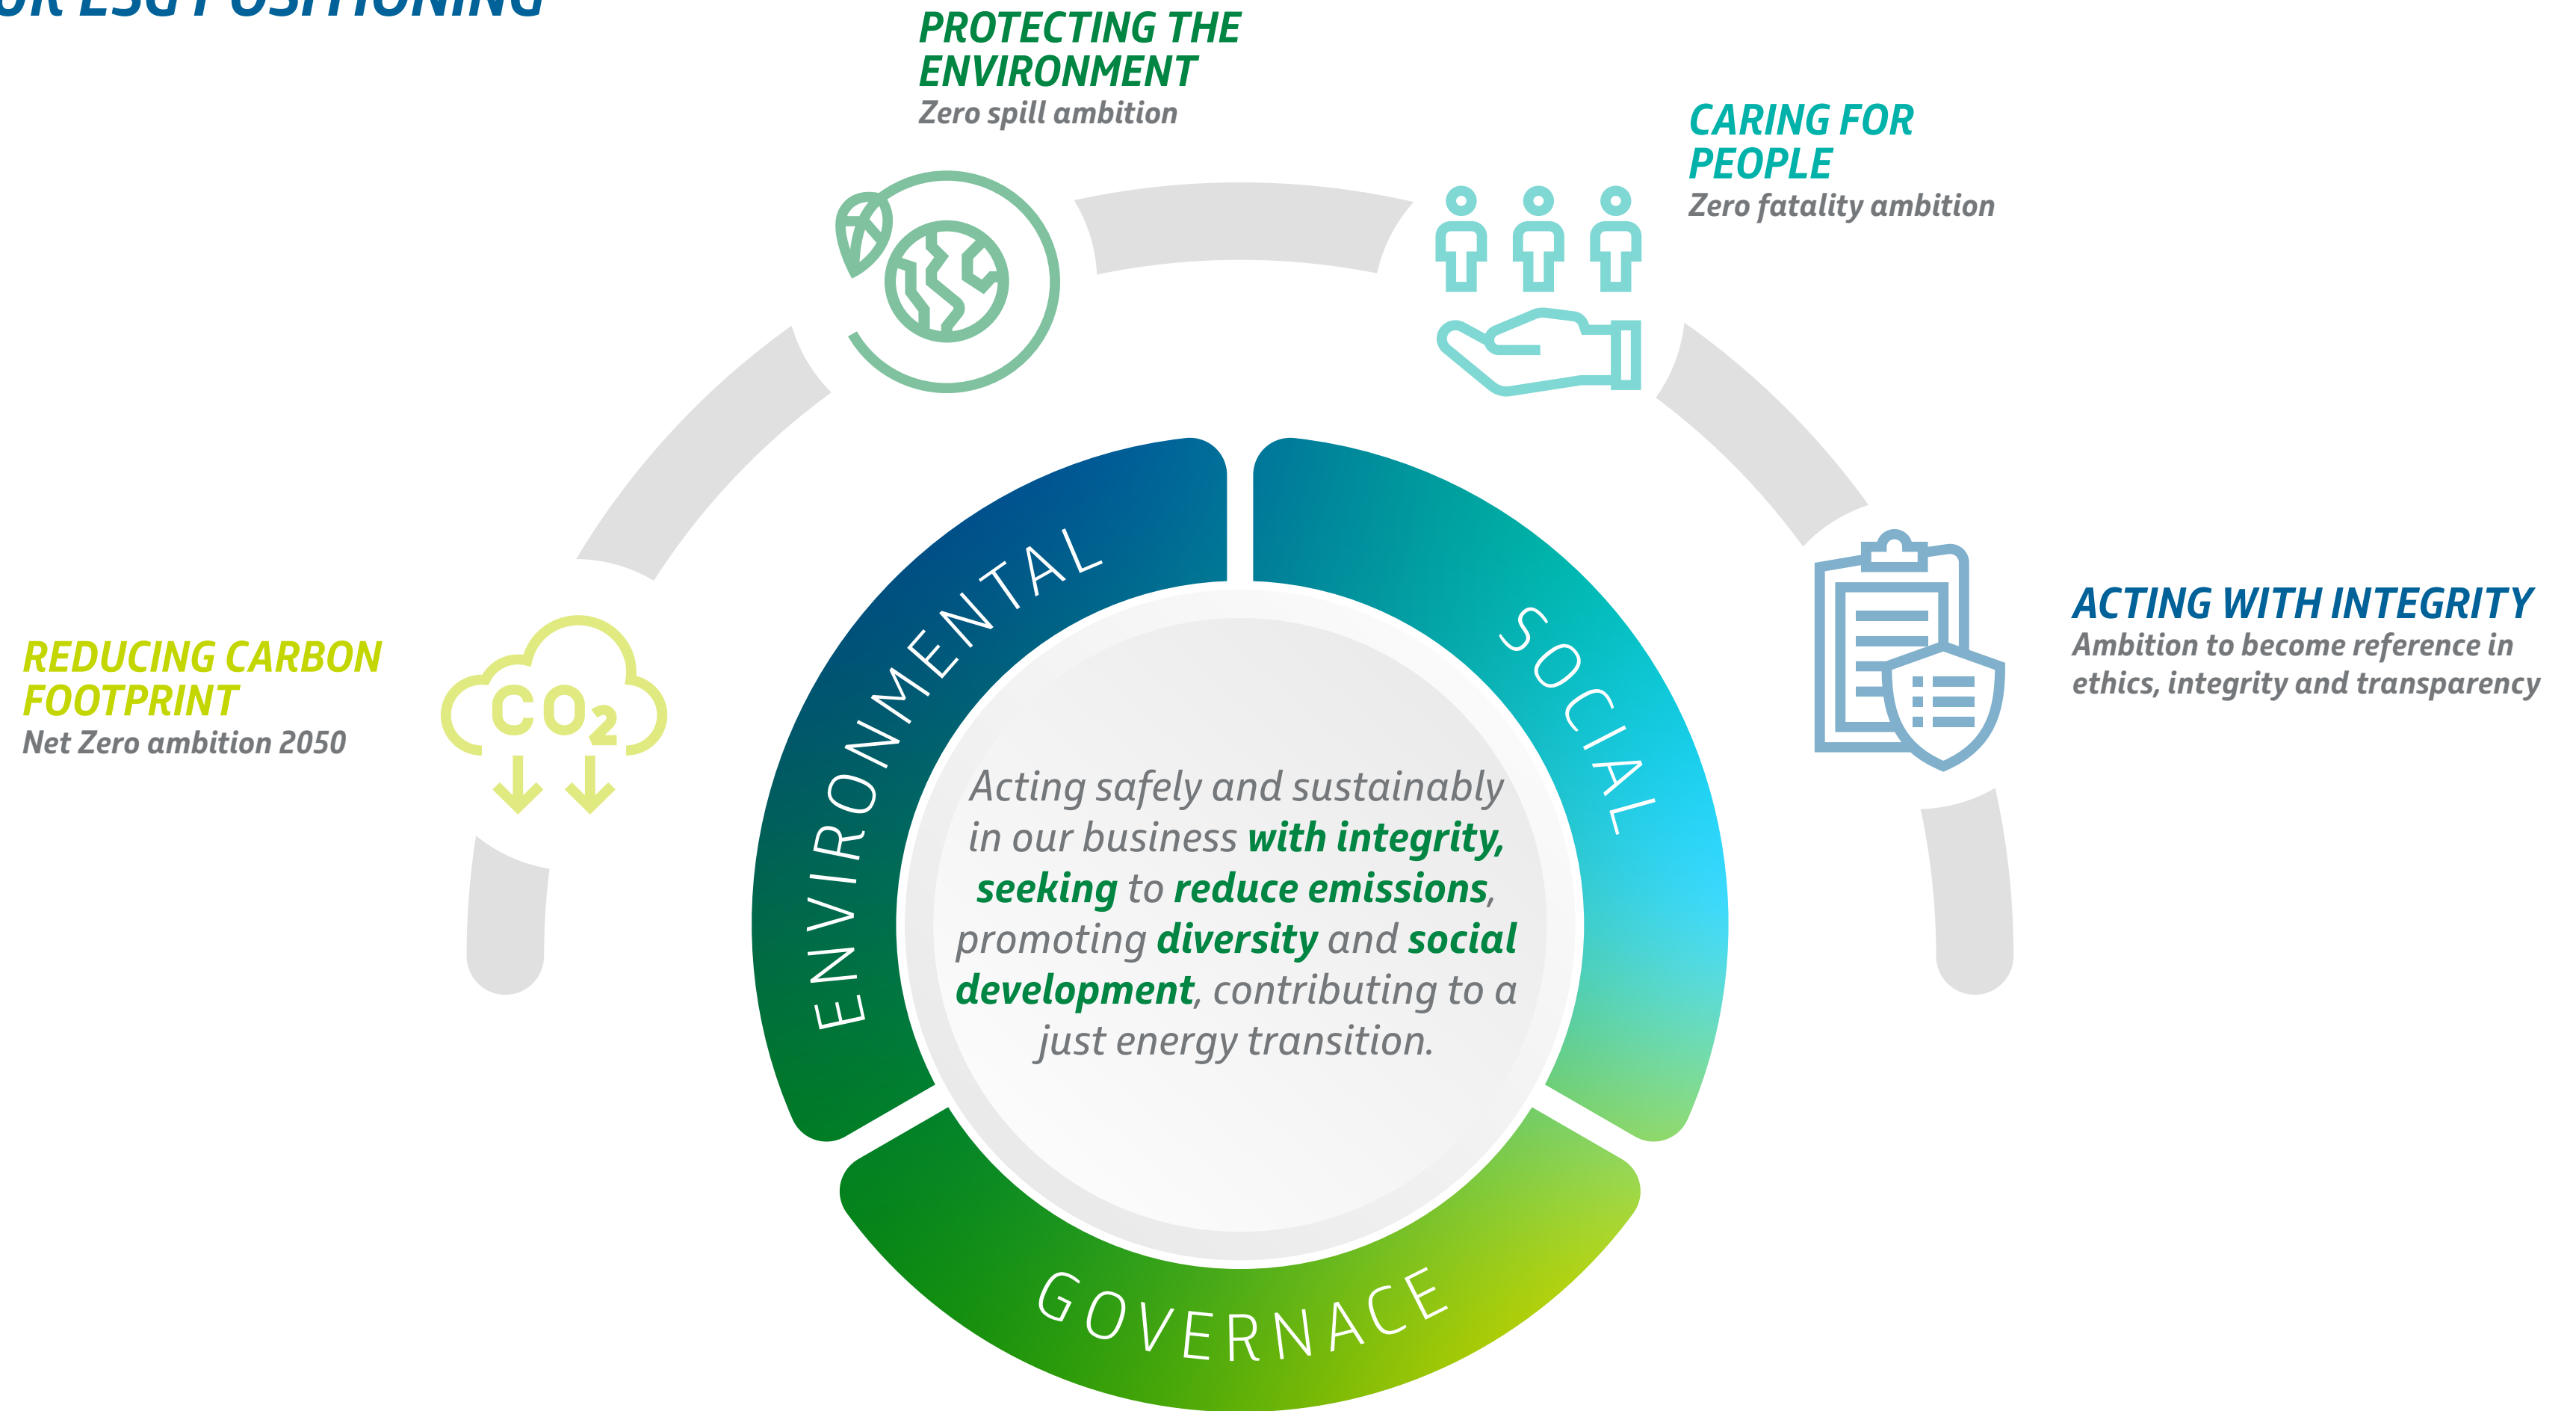 ESG POSITIONING
PROTECTING THE
ENVIRONMENT
Zero spill ambition
CARING FOR
PEOPLE
Zero fatality ambition
REDUCING CARBON
FOOTPRINT
Net Zero ambition 2050
CO2
ACTING WITH INTEGRITY
Ambition to become reference in
ethics, integrity and transparency
ENVIRONMENTAL
SOCIAL
GOVERNACE
Acting safely and sustainably
in our business with integrity,
seeking to reduce emissions,
promoting diversity and social
development, contributing to a
just energy transition.